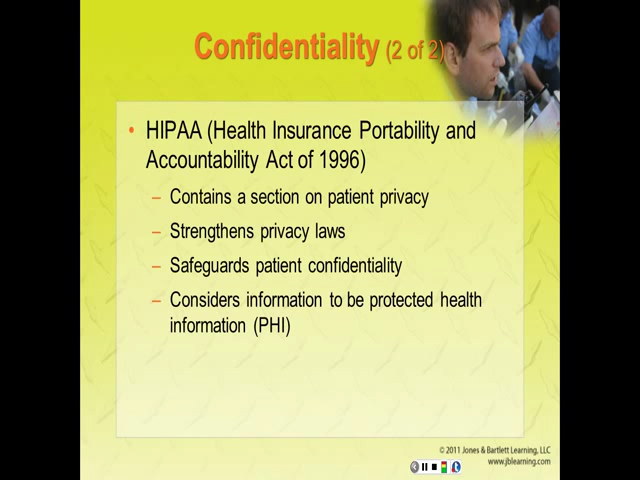 Confidentiality (2 of 2)
• HIPAA (Health Insurance Portability and
Accountability Act of 1996)
– Contains a section on patient privacy
– Strengthens privacy laws
– Safeguards patient confidentiality
– Considers information to be protected health
information (PHI)
© 2011 Jones & Bartlett Learning, LLC
www.jblearning.com